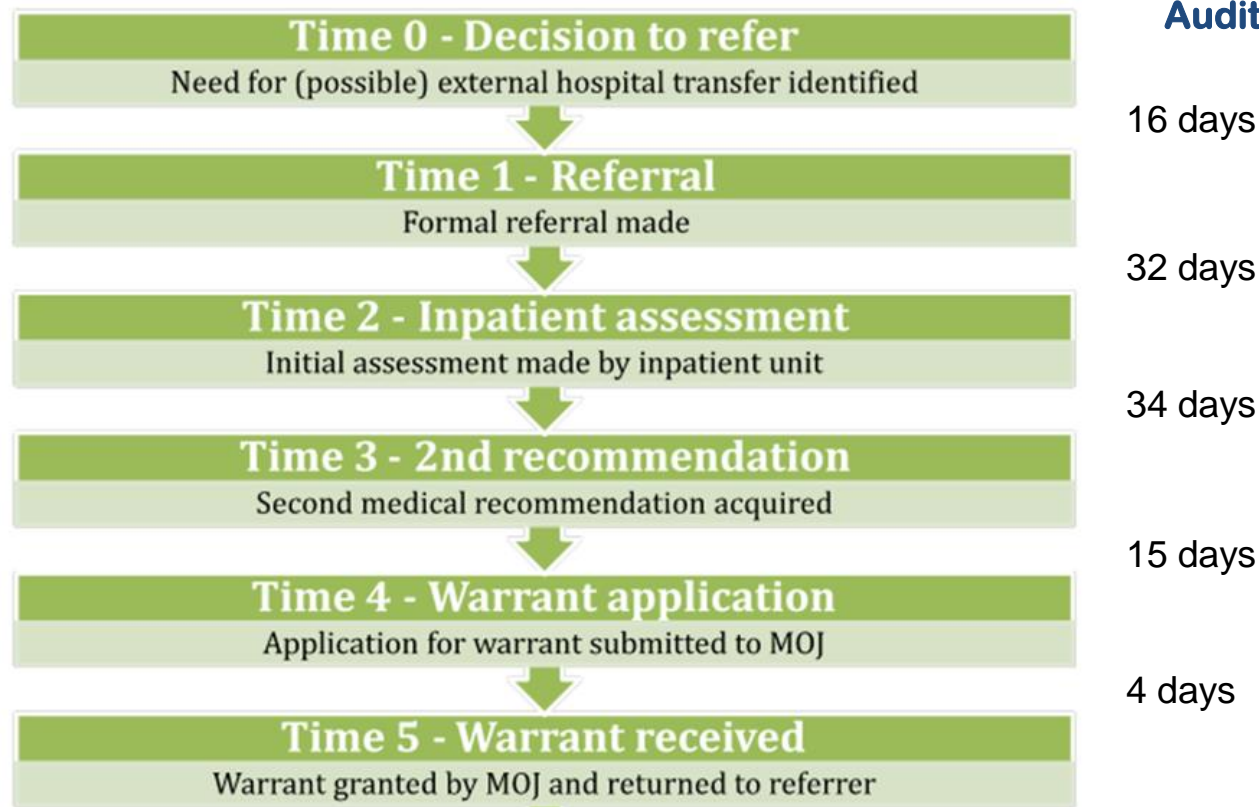 Audit
Time 0 - Decision to refer
Need for (possible) external hospital transfer identified
16 days
Time 1 - Referral
Formal referral made
32 days
Time 2 - Inpatient assessment
Initial assessment made by inpatient unit
34 days
Time 3 - 2nd recommendation
Second medical recommendation acquired
15 days
Time 4 - Warrant application
Application for warrant submitted to MOJ
4 days
Time 5 - Warrant received
Warrant granted by MOJ and returned to referrer